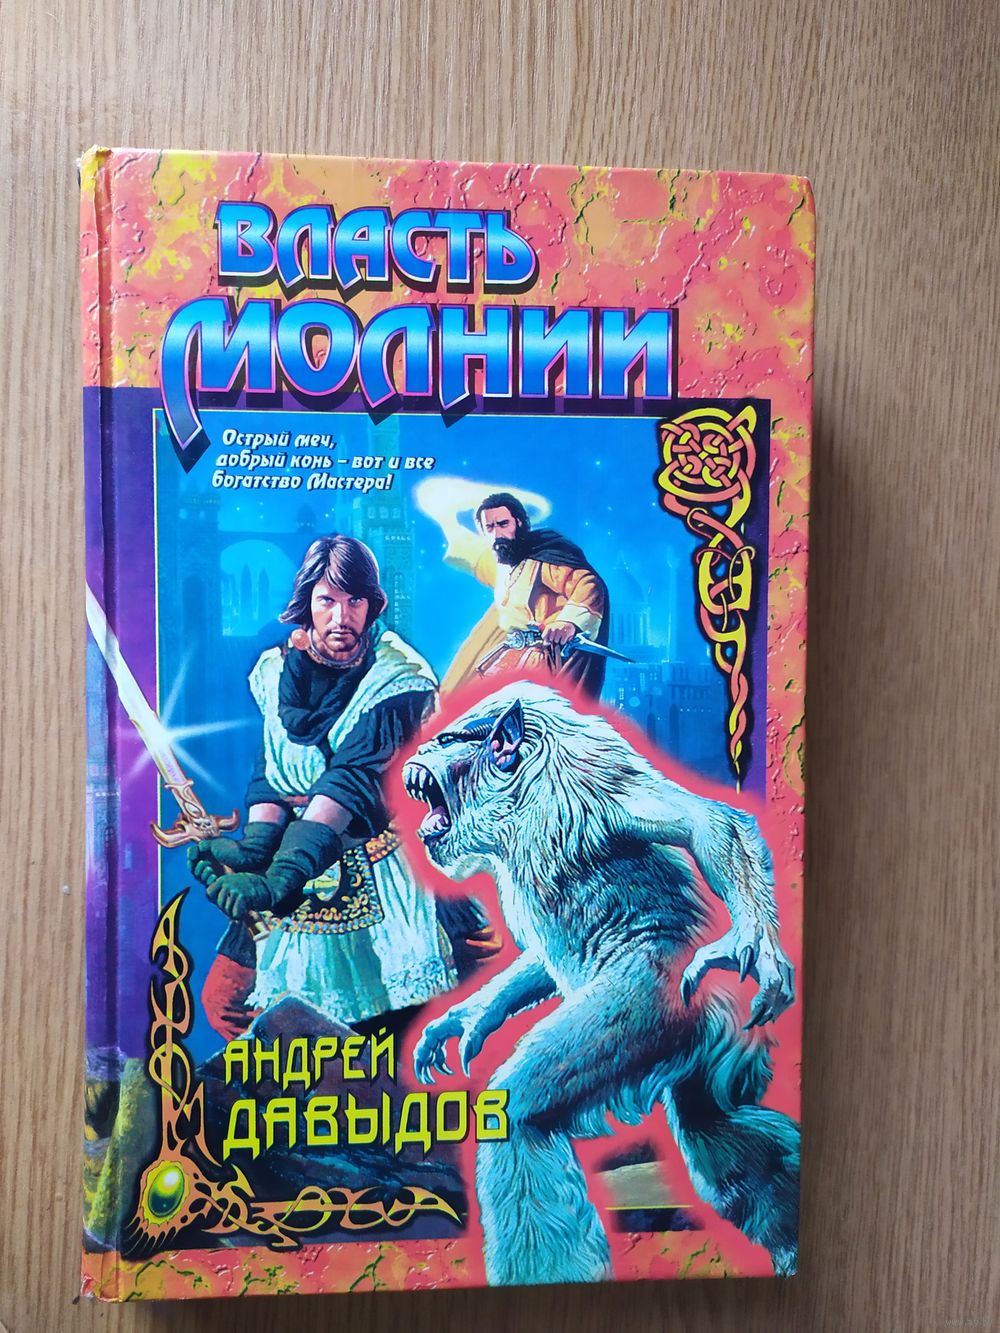 ВЛАСТЬ
МОЛНИИ
Острый меч,
добрый конь – вот и все
богатство Мастера!
АНДРЕЙ
ДАВЫДОВ